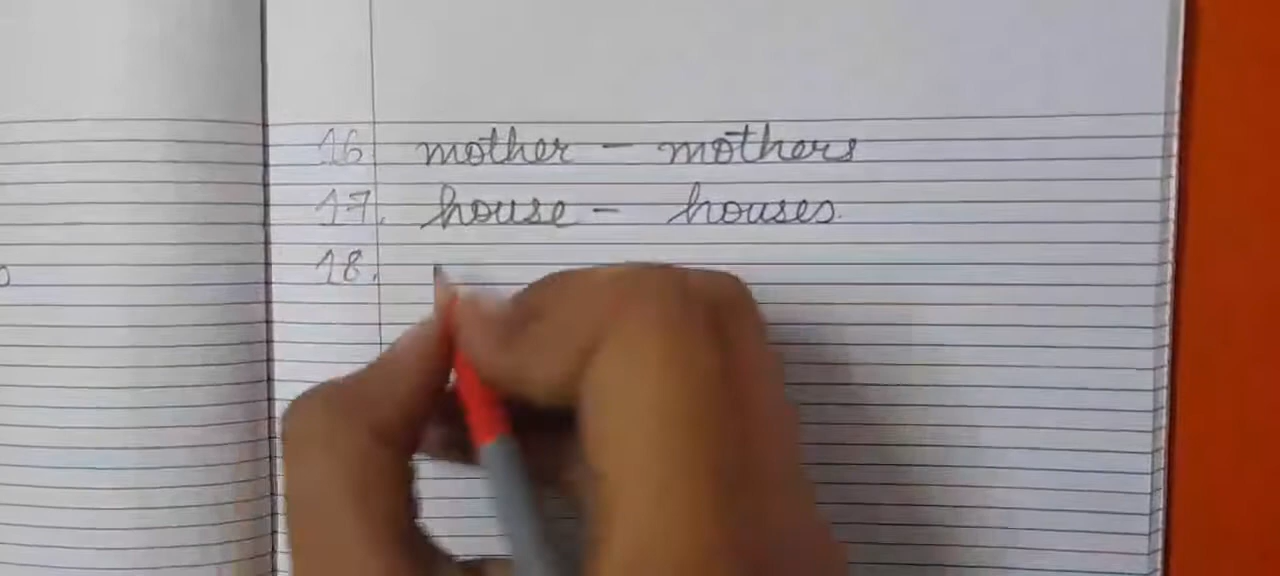 16 mother – mothers
17. house – houses.
18.